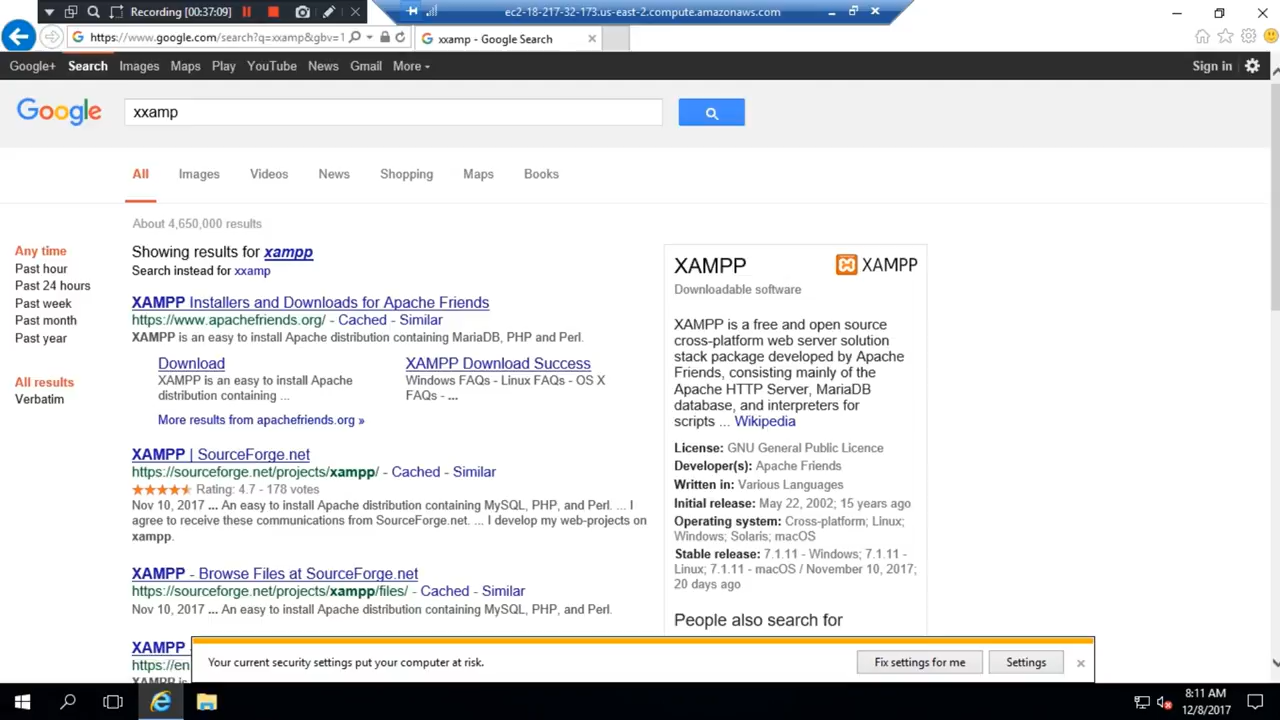 Recording (37:09)
ec2-18-217-32-173.us-east-2.compute.amazonaws.com
https://www.google.com/search?q=xxamp&gbv=1
xxamp - Google Search
Google+ Search Images Maps Play YouTube News Gmail More
Sign in
Google
xxamp
All Images Videos News Shopping Maps Books
About 4,650,000 results
Any time
Past hour
Past 24 hours
Past week
Past month
Past year
All results
Verbatim
Showing results for xampp
Search instead for xxamp
XAMPP Installers and Downloads for Apache Friends
https://www.apachefriends.org/ - Cached - Similar
XAMPP is an easy to install Apache distribution containing MariaDB, PHP and Perl.
Download
XAMPP is an easy to install Apache
distribution containing ...
XAMPP Download Success
Windows FAQs - Linux FAQs - OS X
FAQs - ...
More results from apachefriends.org »
XAMPP | SourceForge.net
https://sourceforge.net/projects/xampp/ - Cached - Similar
Rating: 4.7 - 178 votes
Nov 10, 2017 ... An easy to install Apache distribution containing MySQL, PHP, and Perl. ... I
agree to receive these communications from SourceForge.net. ... I develop my web-projects on
xampp.
XAMPP - Browse Files at SourceForge.net
https://sourceforge.net/projects/xampp/files/ - Cached - Similar
Nov 10, 2017 ... An easy to install Apache distribution containing MySQL, PHP, and Perl.
XAMPP
https://en
XAMPP is
XAMPP
XAMPP
Downloadable software
XAMPP is a free and open source
cross-platform web server solution
stack package developed by Apache
Friends, consisting mainly of the
Apache HTTP Server, MariaDB
database, and interpreters for
scripts ... Wikipedia
License: GNU General Public Licence
Developer(s): Apache Friends
Written in: Various Languages
Initial release: May 22, 2002; 15 years ago
Operating system: Cross-platform; Linux;
Windows; Solaris; macOS
Stable release: 7.1.11 - Windows; 7.1.11 -
Linux; 7.1.11 - macOS / November 10, 2017;
20 days ago
People also search for
Your current security settings put your computer at risk.
Fix settings for me
Settings
8:11 AM
12/8/2017